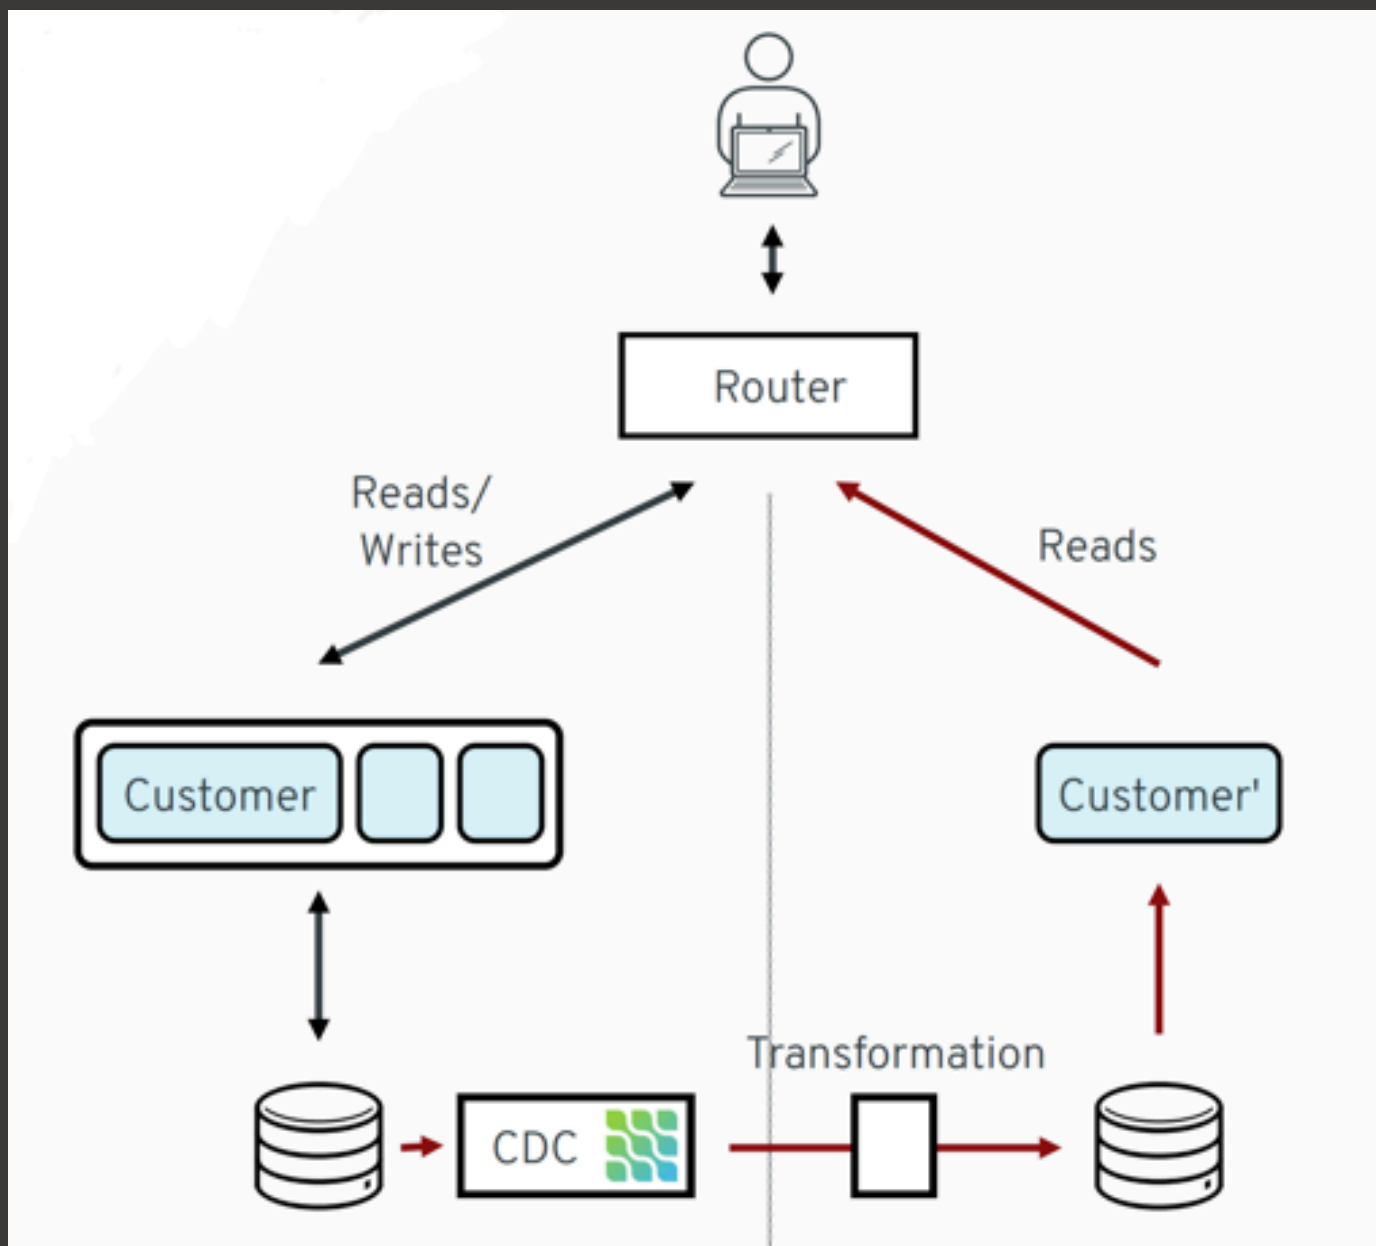 Router
Reads/
Writes
Reads
Customer
Customer'
Transformation
CDC